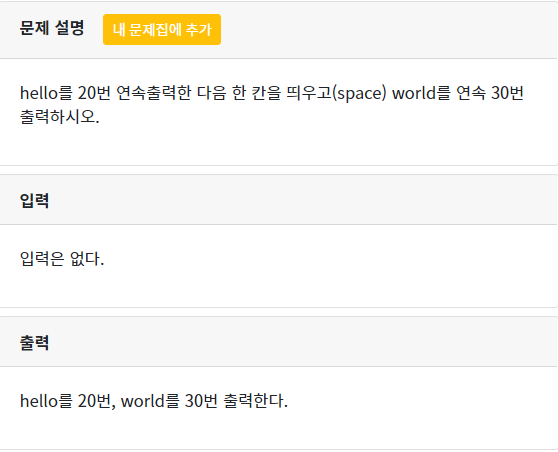 문제 설명 내 문제집에 추가
hello를 20번 연속출력한 다음 한 칸을 띄우고(space) world를 연속 30번
출력하시오.
입력
입력은 없다.
출력
hello를 20번, world를 30번 출력한다.